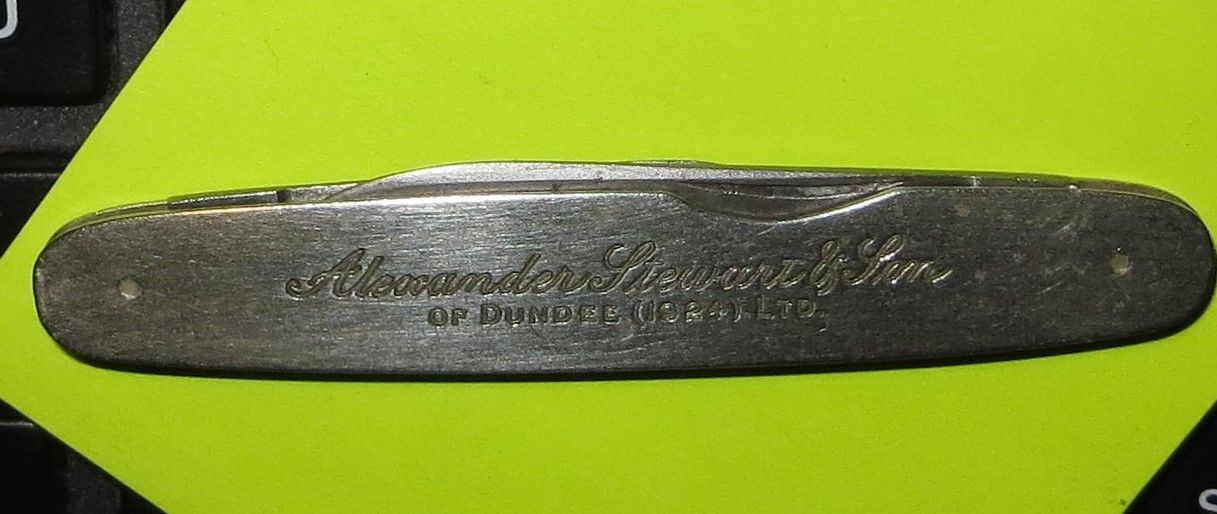 Alexander Stewart & Son
OF DUNDEE (1924) LTD.